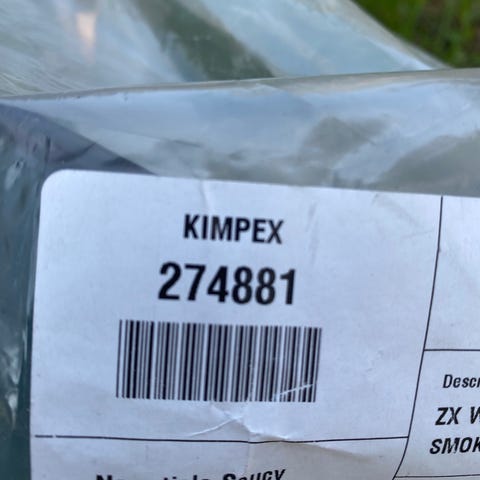 KIMPEX
274881
Descr
ZX W
SMOK